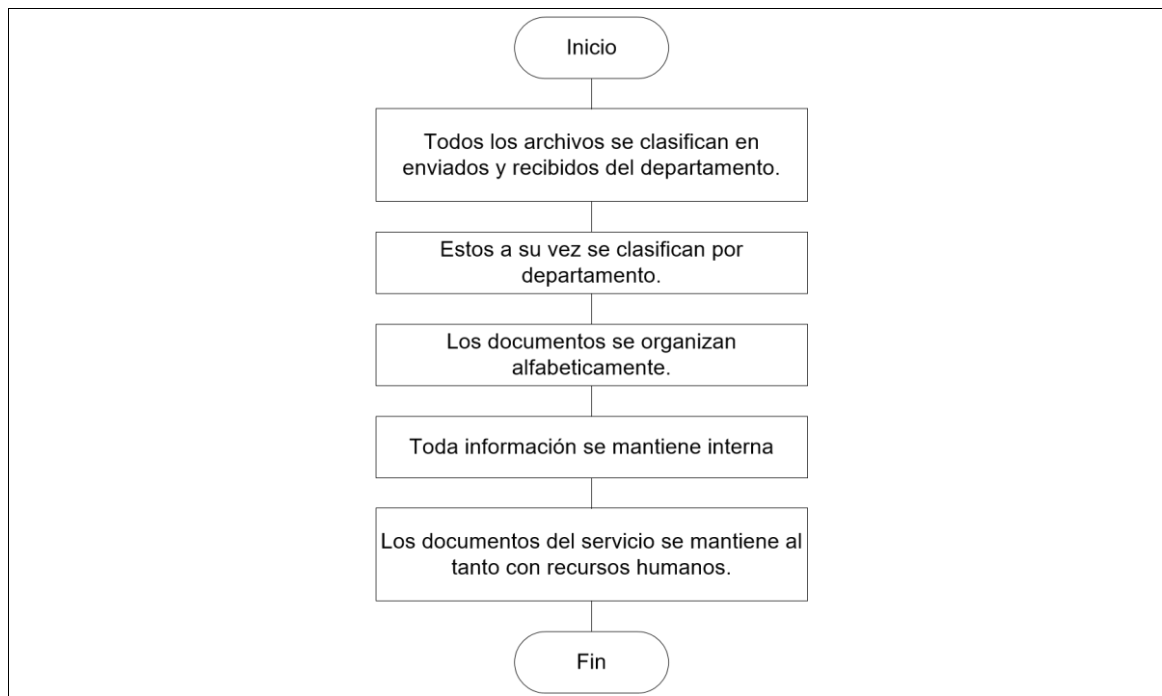 Inicio
Todos los archivos se clasifican en
enviados y recibidos del departamento.
Estos a su vez se clasifican por
departamento.
Los documentos se organizan
alfabeticamente.
Toda información se mantiene interna
Los documentos del servicio se mantiene al
tanto con recursos humanos.
Fin